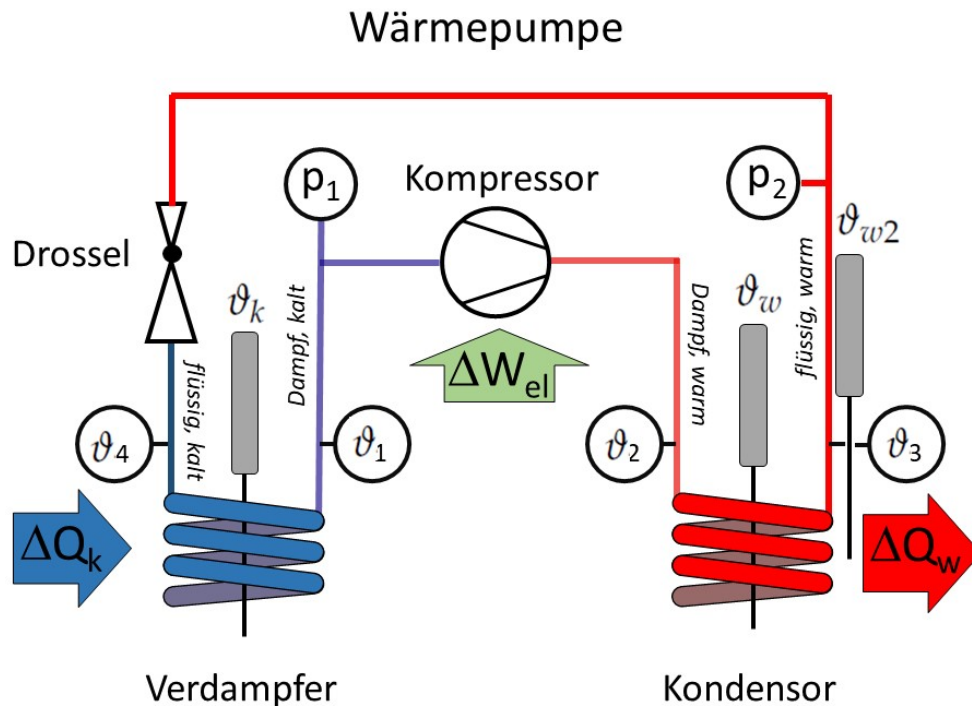 Wärmepumpe
p1
Kompressor
p2
Drossel
ϑk
ϑw
ϑw2
flüssig, kalt
Dampf, kalt
Dampf, warm
flüssig, warm
ΔWel
ϑ4
ϑ1
ϑ2
ϑ3
ΔQk
ΔQw
Verdampfer
Kondensor